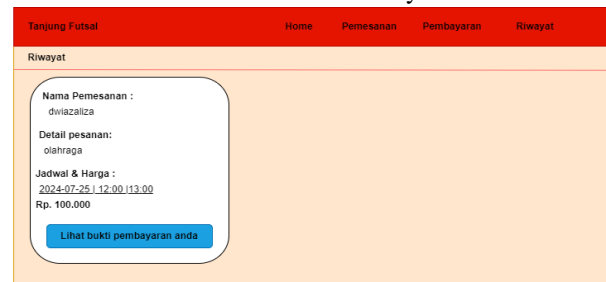 Tanjung Futsal Home Pemesanan Pembayaran Riwayat
Riwayat
Nama Pemesanan :
dwiazaliza
Detail pesanan:
olahraga
Jadwal & Harga :
2024-07-25 | 12:00 |13:00
Rp. 100.000
Lihat bukti pembayaran anda